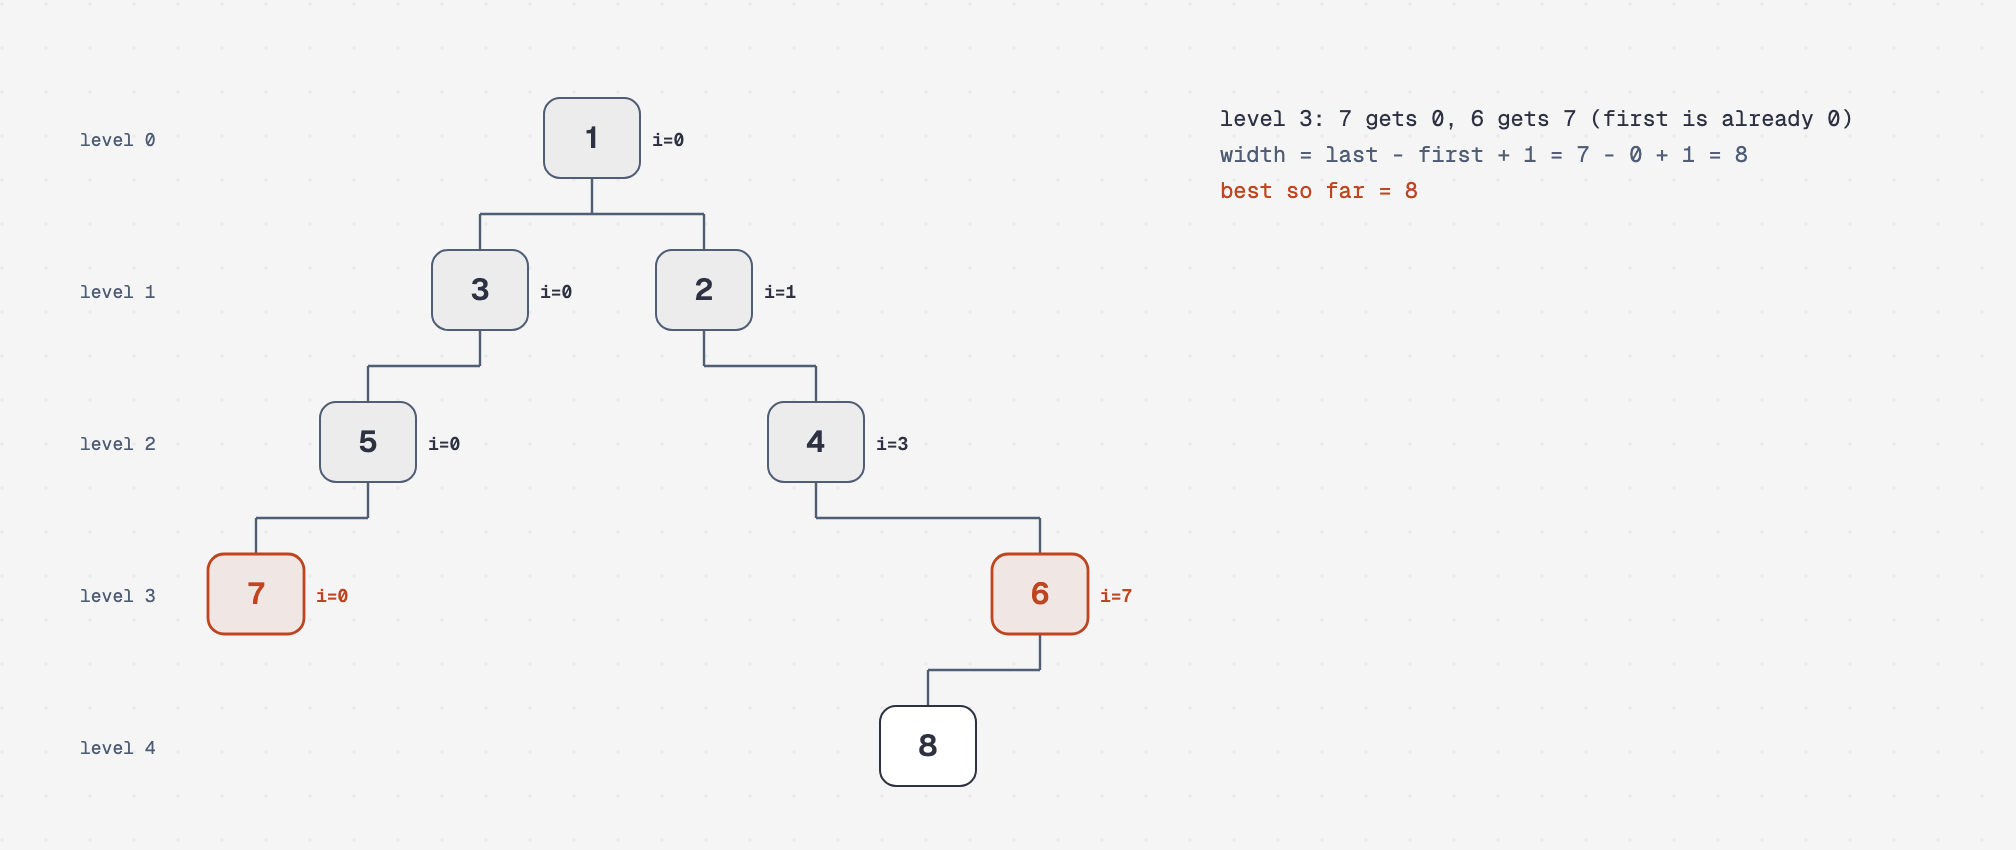 level 3: 7 gets 0, 6 gets 7 (first is already 0)
width = last - first + 1 = 7 - 0 + 1 = 8
best so far = 8
level 0
1
i=0
level 1
3
i=0
2
i=1
level 2
5
i=0
4
i=3
level 3
7
i=0
6
i=7
level 4
8